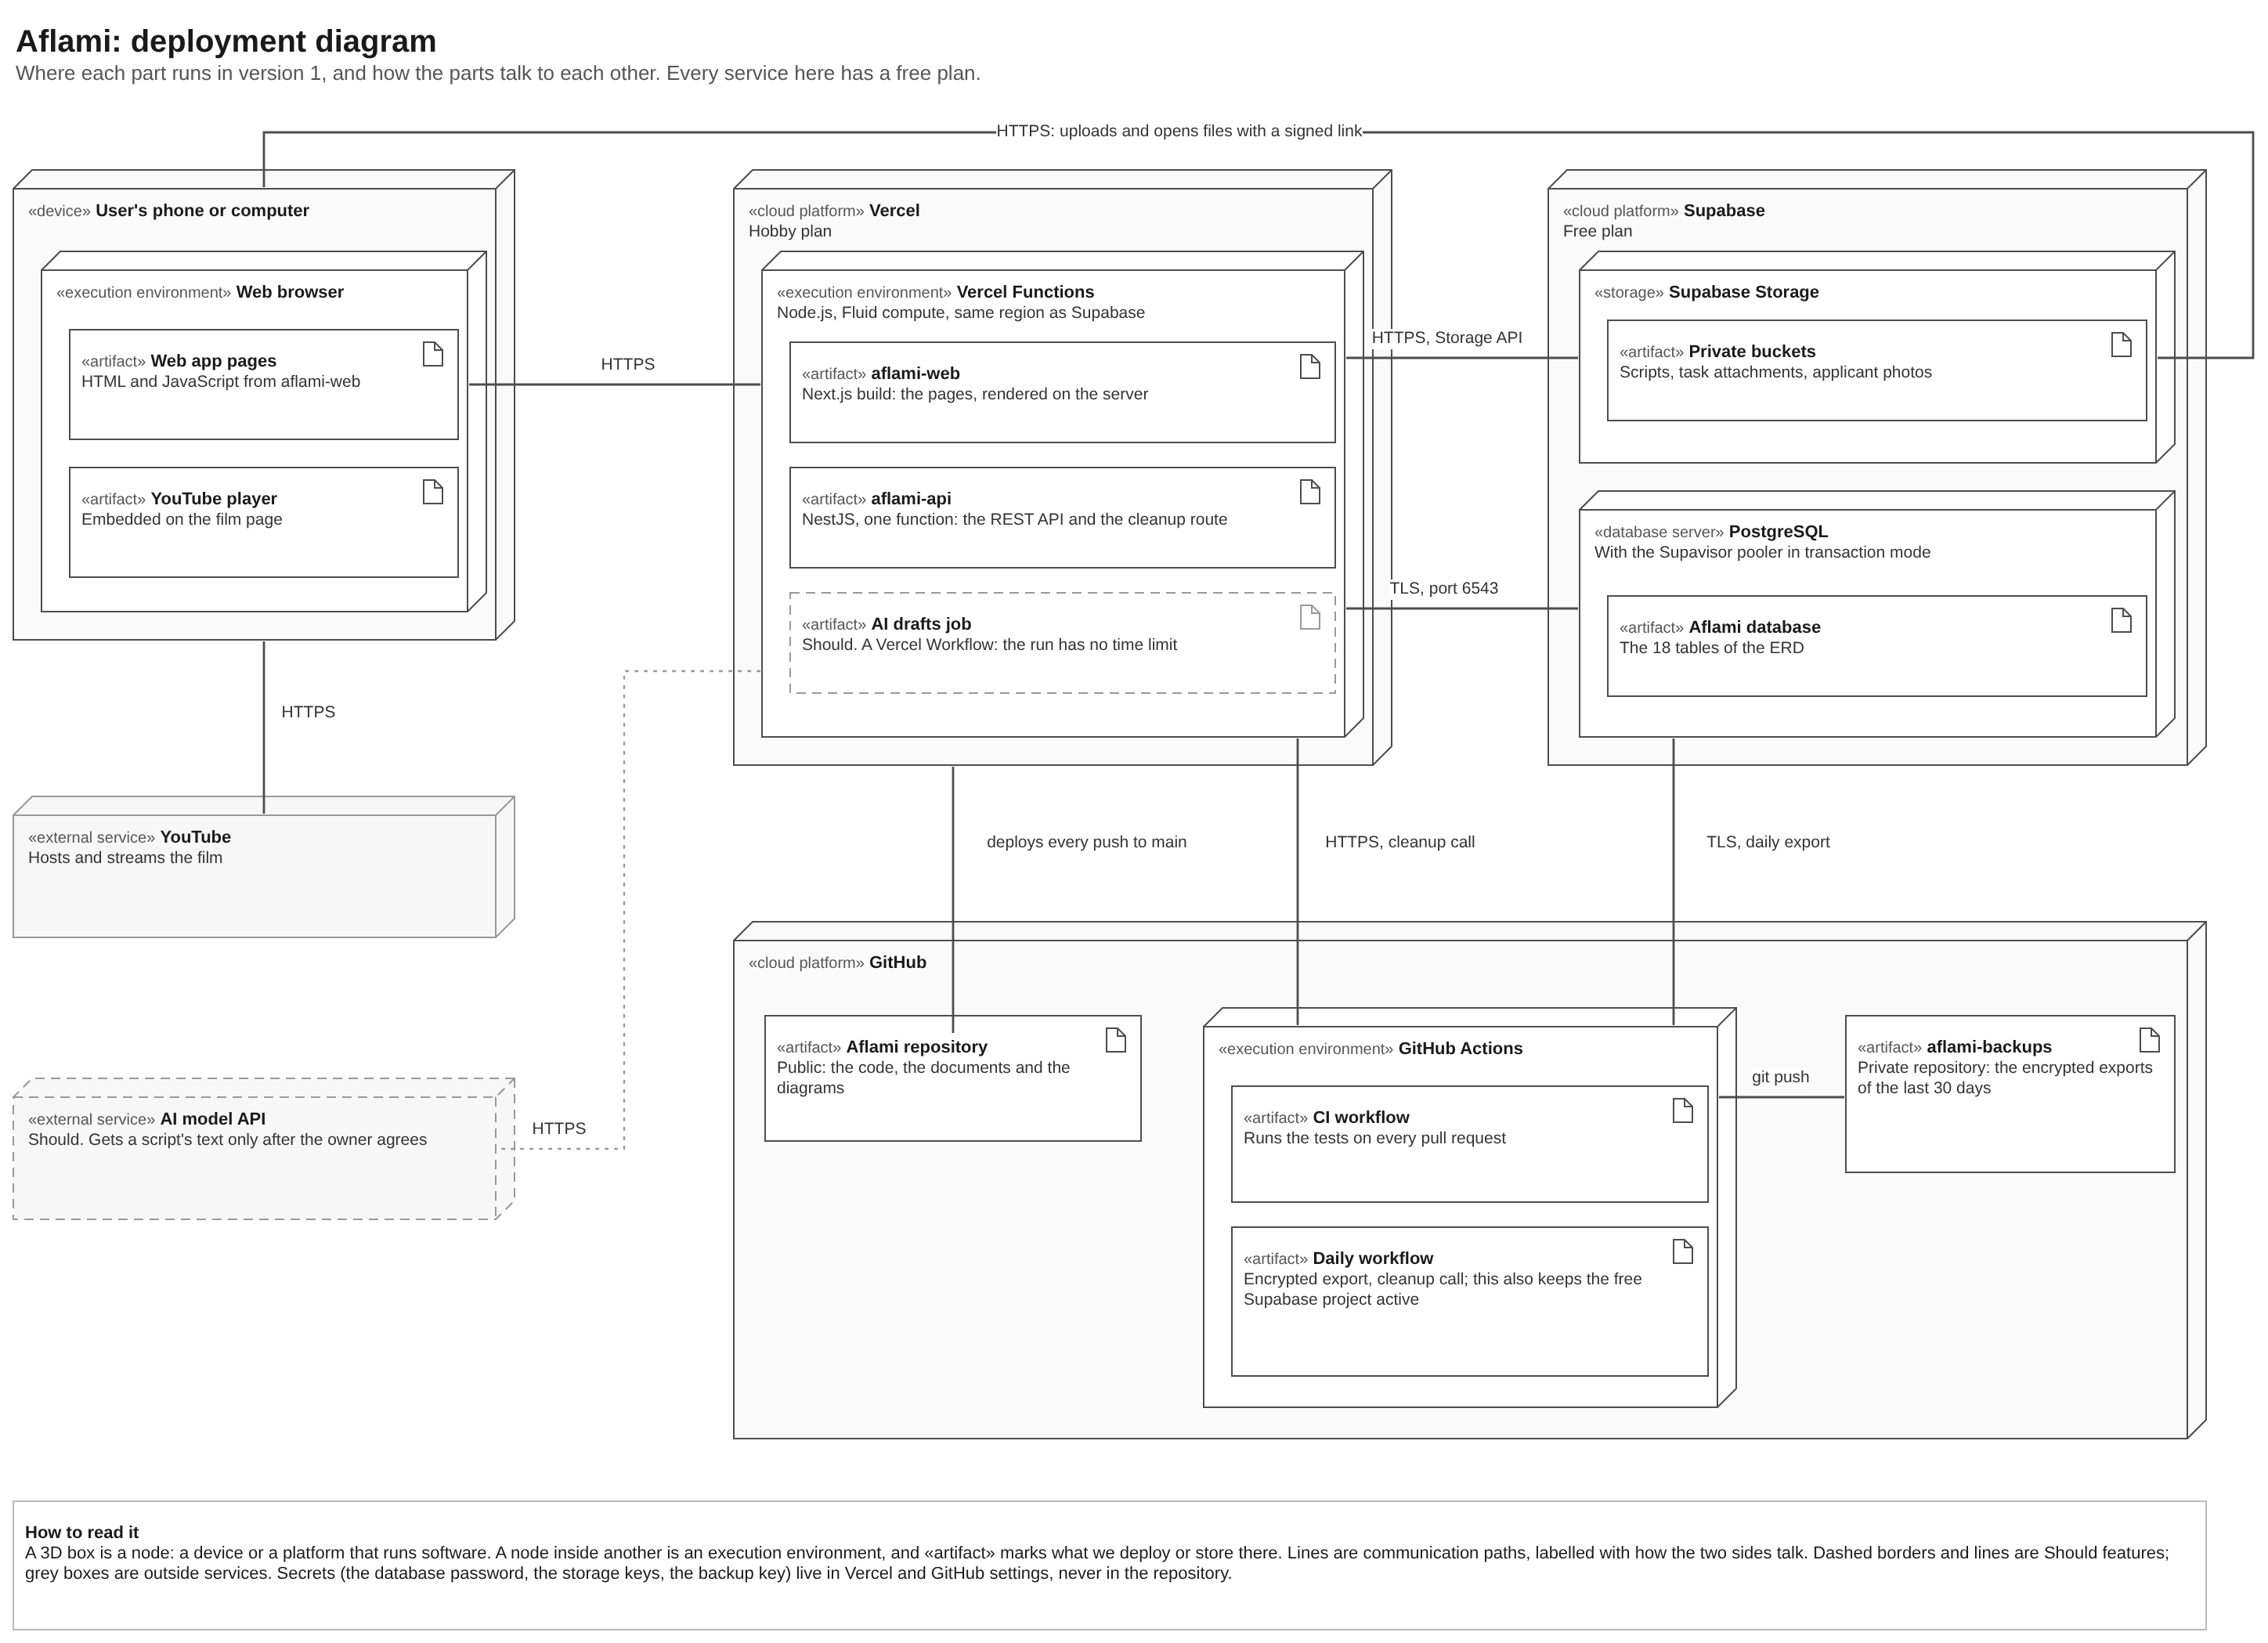 Aflami: deployment diagram
Where each part runs in version 1, and how the parts talk to each other. Every service here has a free plan.
HTTPS: uploads and opens files with a signed link
«device» User's phone or computer
«execution environment» Web browser
«artifact» Web app pages
HTML and JavaScript from aflami-web
«artifact» YouTube player
Embedded on the film page
HTTPS
«cloud platform» Vercel
Hobby plan
«execution environment» Vercel Functions
Node.js, Fluid compute, same region as Supabase
«artifact» aflami-web
Next.js build: the pages, rendered on the server
«artifact» aflami-api
NestJS, one function: the REST API and the cleanup route
«artifact» AI drafts job
Should. A Vercel Workflow: the run has no time limit
HTTPS, Storage API
TLS, port 6543
«cloud platform» Supabase
Free plan
«storage» Supabase Storage
«artifact» Private buckets
Scripts, task attachments, applicant photos
«database server» PostgreSQL
With the Supavisor pooler in transaction mode
«artifact» Aflami database
The 18 tables of the ERD
HTTPS
«external service» YouTube
Hosts and streams the film
deploys every push to main
HTTPS, cleanup call
TLS, daily export
«external service» AI model API
Should. Gets a script's text only after the owner agrees
HTTPS
«cloud platform» GitHub
«artifact» Aflami repository
Public: the code, the documents and the
diagrams
«execution environment» GitHub Actions
«artifact» CI workflow
Runs the tests on every pull request
«artifact» Daily workflow
Encrypted export, cleanup call; this also keeps the free
Supabase project active
git push
«artifact» aflami-backups
Private repository: the encrypted exports
of the last 30 days
How to read it
A 3D box is a node: a device or a platform that runs software. A node inside another is an execution environment, and «artifact» marks what we deploy or store there. Lines are communication paths, labelled with how the two sides talk. Dashed borders and lines are Should features;
grey boxes are outside services. Secrets (the database password, the storage keys, the backup key) live in Vercel and GitHub settings, never in the repository.